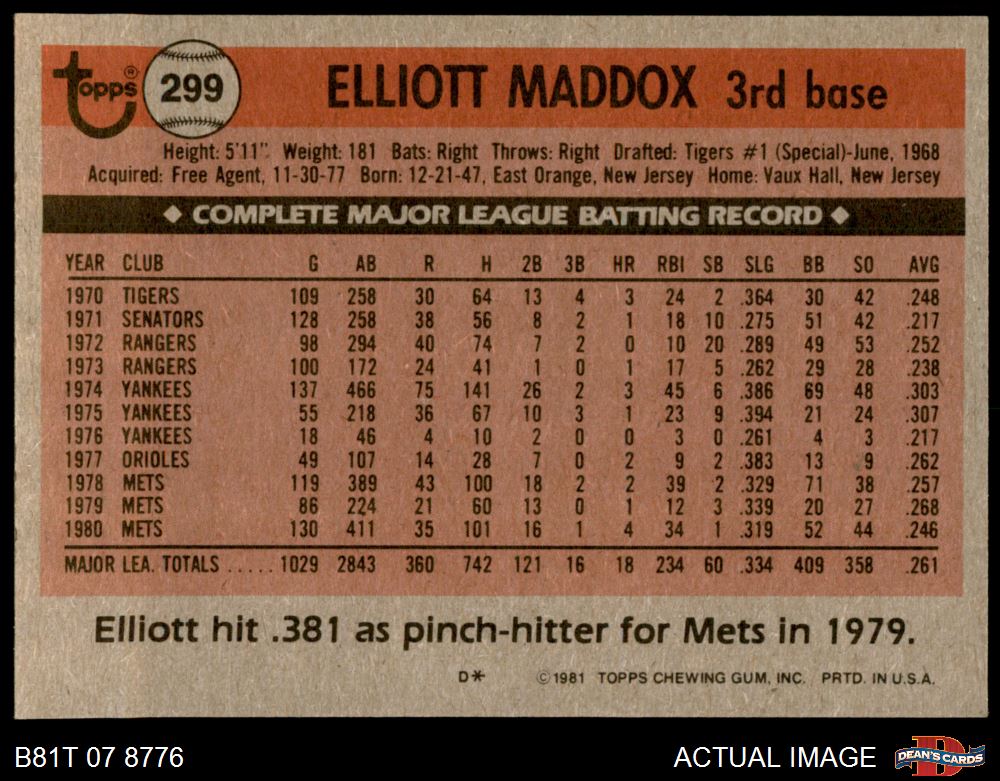 topps® 299 ELLIOTT MADDOX 3rd base
Height: 5'11". Weight: 181 Bats: Right Throws: Right Drafted: Tigers #1 (Special)-June, 1968
Acquired: Free Agent, 11-30-77 Born: 12-21-47, East Orange, New Jersey Home: Vaux Hall, New Jersey
◆ COMPLETE MAJOR LEAGUE BATTING RECORD ◆
YEAR CLUB G AB R H 2B 3B HR RBI SB SLG BB SO AVG
1970 TIGERS 109 258 30 64 13 4 3 24 2 .364 30 42 .248
1971 SENATORS 128 258 38 56 8 2 1 18 10 .275 51 42 .217
1972 RANGERS 98 294 40 74 7 2 0 10 20 .289 49 53 .252
1973 RANGERS 100 172 24 41 1 0 1 17 5 .262 29 28 .238
1974 YANKEES 137 466 75 141 26 2 3 45 6 .386 69 48 .303
1975 YANKEES 55 218 36 67 10 3 1 23 9 .394 21 24 .307
1976 YANKEES 18 46 4 10 2 0 0 3 0 .261 4 3 .217
1977 ORIOLES 49 107 14 28 7 0 2 9 2 .383 13 9 .262
1978 METS 119 389 43 100 18 2 2 39 2 .329 71 38 .257
1979 METS 86 224 21 60 13 0 1 12 3 .339 20 27 .268
1980 METS 130 411 35 101 16 1 4 34 1 .319 52 44 .246
MAJOR LEA. TOTALS ..... 1029 2843 360 742 121 16 18 234 60 .334 409 358 .261
Elliott hit .381 as pinch-hitter for Mets in 1979.
D* ©1981 TOPPS CHEWING GUM, INC. PRTD. IN U.S.A.
B81T 07 8776 ACTUAL IMAGE DEAN'S CARDS